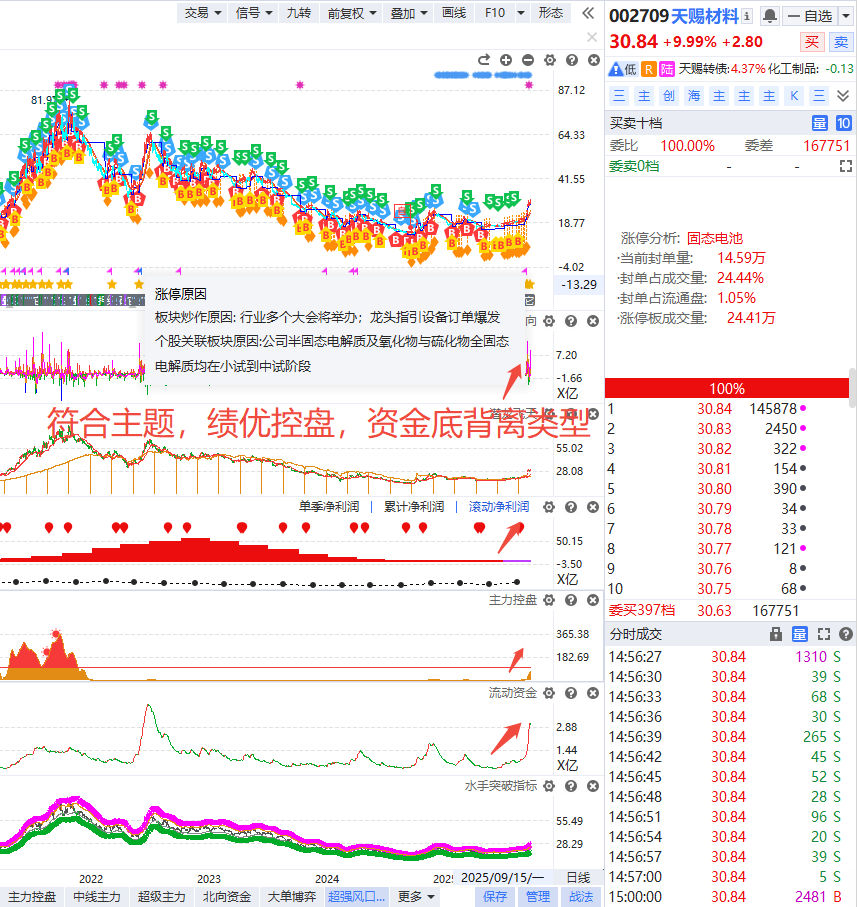 交易 信号 九转 前复权 叠加 画线 F10 形态
81.9
87.12
64.33
41.55
18.77
-4.02
-13.29
涨停原因
板块炒作原因: 行业多个大会将举办；龙头指引设备订单爆发
个股关联板块原因:公司半固态电解质及氧化物与硫化物全固态
电解质均在小试到中试阶段
向
7.20
-1.66
X亿
符合主题，绩优控盘，资金底背离类型
55.02
28.08
单季净利润 | 累计净利润 | 滚动净利润
50.15
-3.50
X亿
主力控盘
365.38
182.69
流动资金
2.88
1.44
X亿
水手突破指标
55.49
28.29
2022 2023 2024 202 2025/09/15/一 日线
主力控盘 中线主力 超级主力 北向资金 大单博弈 超强风口... 更多 保存 管理 战法
002709 天赐材料 自选
30.84 +9.99% +2.80 买 卖
低 R 陆 天赐转债:4.37% 化工制品: -0.13
三 主 创 海 主 主 主 K 三
买卖十档 量 10
委比 100.00% 委差 167751
委卖0档 - -
涨停分析: 固态电池
·当前封单量: 14.59万
·封单占成交量: 24.44%
·封单占流通盘: 1.05%
·涨停板成交量: 24.41万
100%
1 30.84 145878
2 30.83 2450
3 30.82 322
4 30.81 154
5 30.80 390
6 30.79 34
7 30.78 33
8 30.77 121
9 30.76 8
10 30.75 68
委买397档 30.63 167751
分时成交 量
14:56:27 30.84 1310 S
14:56:30 30.84 39 S
14:56:33 30.84 68 S
14:56:36 30.84 30 S
14:56:39 30.84 265 S
14:56:42 30.84 45 S
14:56:45 30.84 52 S
14:56:48 30.84 28 S
14:56:51 30.84 96 S
14:56:54 30.84 20 S
14:56:57 30.84 39 S
14:57:00 30.84 5 S
15:00:00 30.84 2481 B